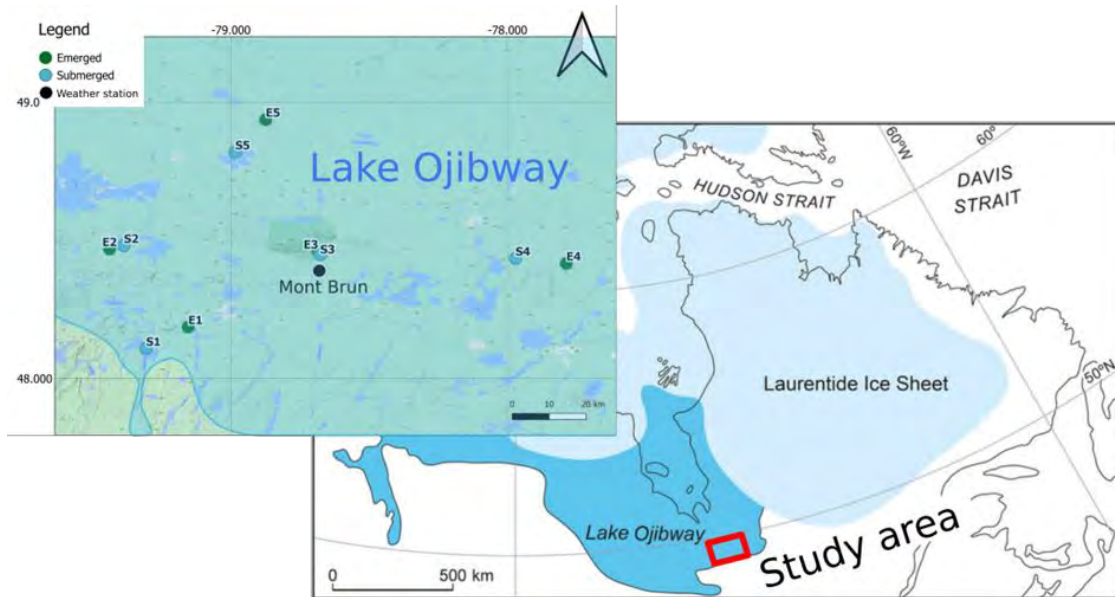 Legend
Emerged
Submerged
Weather station
-79.000
-78.000
49.0
E5
S5
Lake Ojibway
E2
S2
E3
S3
S4
E4
Mont Brun
E1
S1
48.000
0 10 20 km
60°W
60°
HUDSON STRAIT
DAVIS
STRAIT
Laurentide Ice Sheet
50°N
Lake Ojibway
Study area
0 500 km